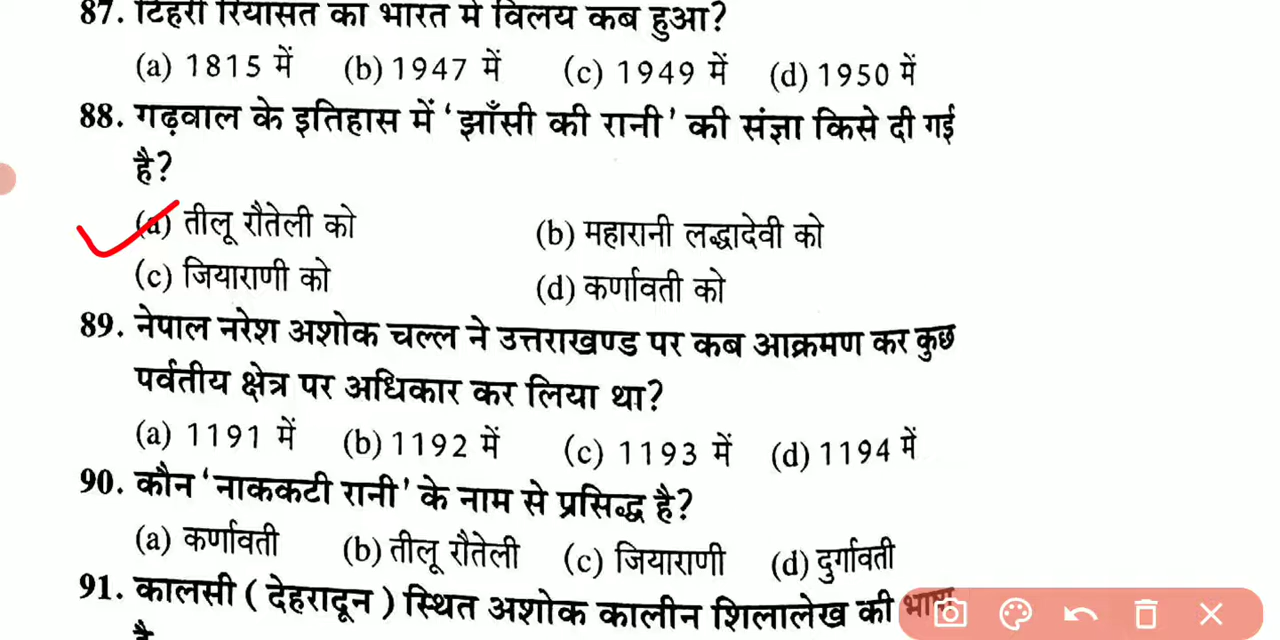 87. टिहरी रियासत का भारत में विलय कब हुआ?
(a) 1815 में (b) 1947 में (c) 1949 में (d) 1950 में
88. गढ़वाल के इतिहास में ‘झाँसी की रानी’ की संज्ञा किसे दी गई
है?
(a) तीलू रौतेली को (b) महारानी लद्धादेवी को
(c) जियाराणी को (d) कर्णावती को
89. नेपाल नरेश अशोक चल्ल ने उत्तराखण्ड पर कब आक्रमण कर कुछ
पर्वतीय क्षेत्र पर अधिकार कर लिया था?
(a) 1191 में (b) 1192 में (c) 1193 में (d) 1194 में
90. कौन ‘नाककटी रानी’ के नाम से प्रसिद्ध है?
(a) कर्णावती (b) तीलू रौतेली (c) जियाराणी (d) दुर्गावती
91. कालसी ( देहरादून ) स्थित अशोक कालीन शिलालेख की